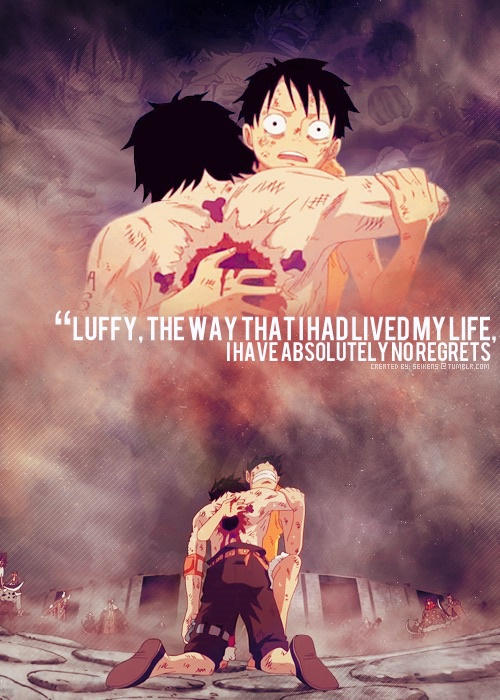 “LUFFY, THE WAY THAT I HAD LIVED MY LIFE,
I HAVE ABSOLUTELY NO REGRETS
CREATED BY: SEIKENS @ TUMBLR.COM
A
S